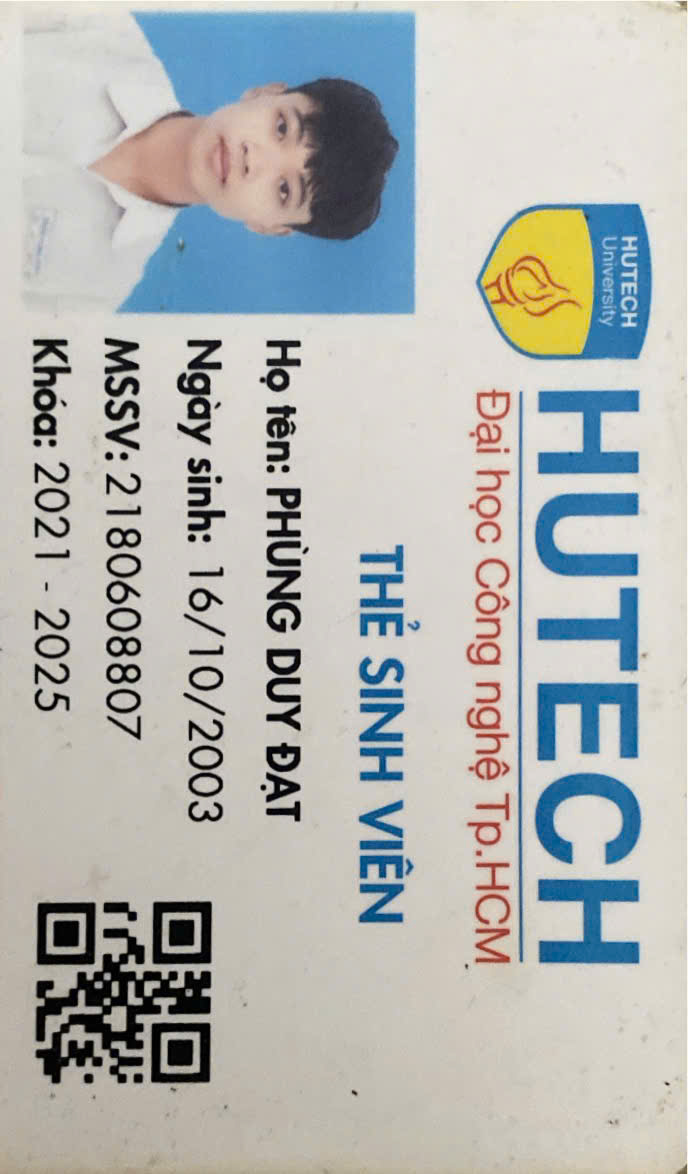 HUTECH
University
HUTECH
Đại học Công nghệ Tp.HCM
THẺ SINH VIÊN
Họ tên: PHÙNG DUY ĐẠT
Ngày sinh: 16/10/2003
MSSV: 2180608807
Khóa: 2021 - 2025